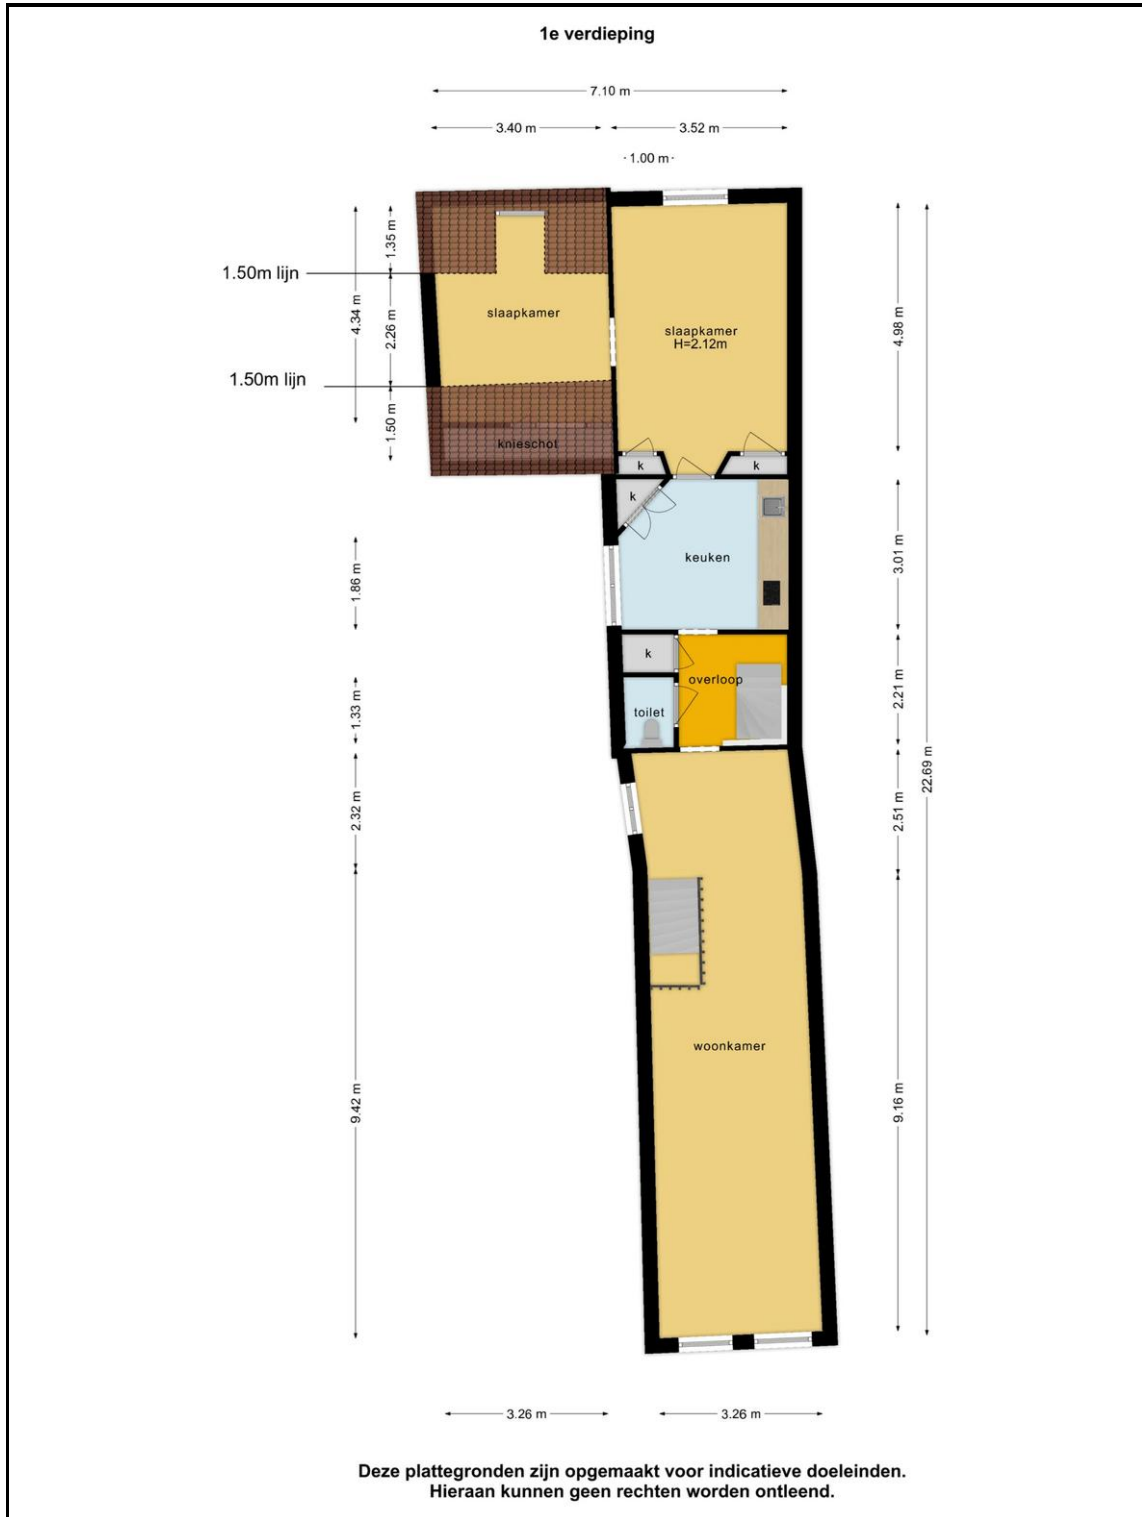 1e verdieping
7.10 m
3.40 m
3.52 m
1.00 m
1.35 m
1.50m lijn
4.34 m
2.26 m
slaapkamer
slaapkamer
H=2.12m
4.98 m
1.50m lijn
1.50 m
knieschot
k
k
k
keuken
1.86 m
3.01 m
k
overloop
toilet
1.33 m
2.21 m
22.69 m
2.32 m
2.51 m
woonkamer
9.42 m
9.16 m
3.26 m
3.26 m
Deze plattegronden zijn opgemaakt voor indicatieve doeleinden.
Hieraan kunnen geen rechten worden ontleend.